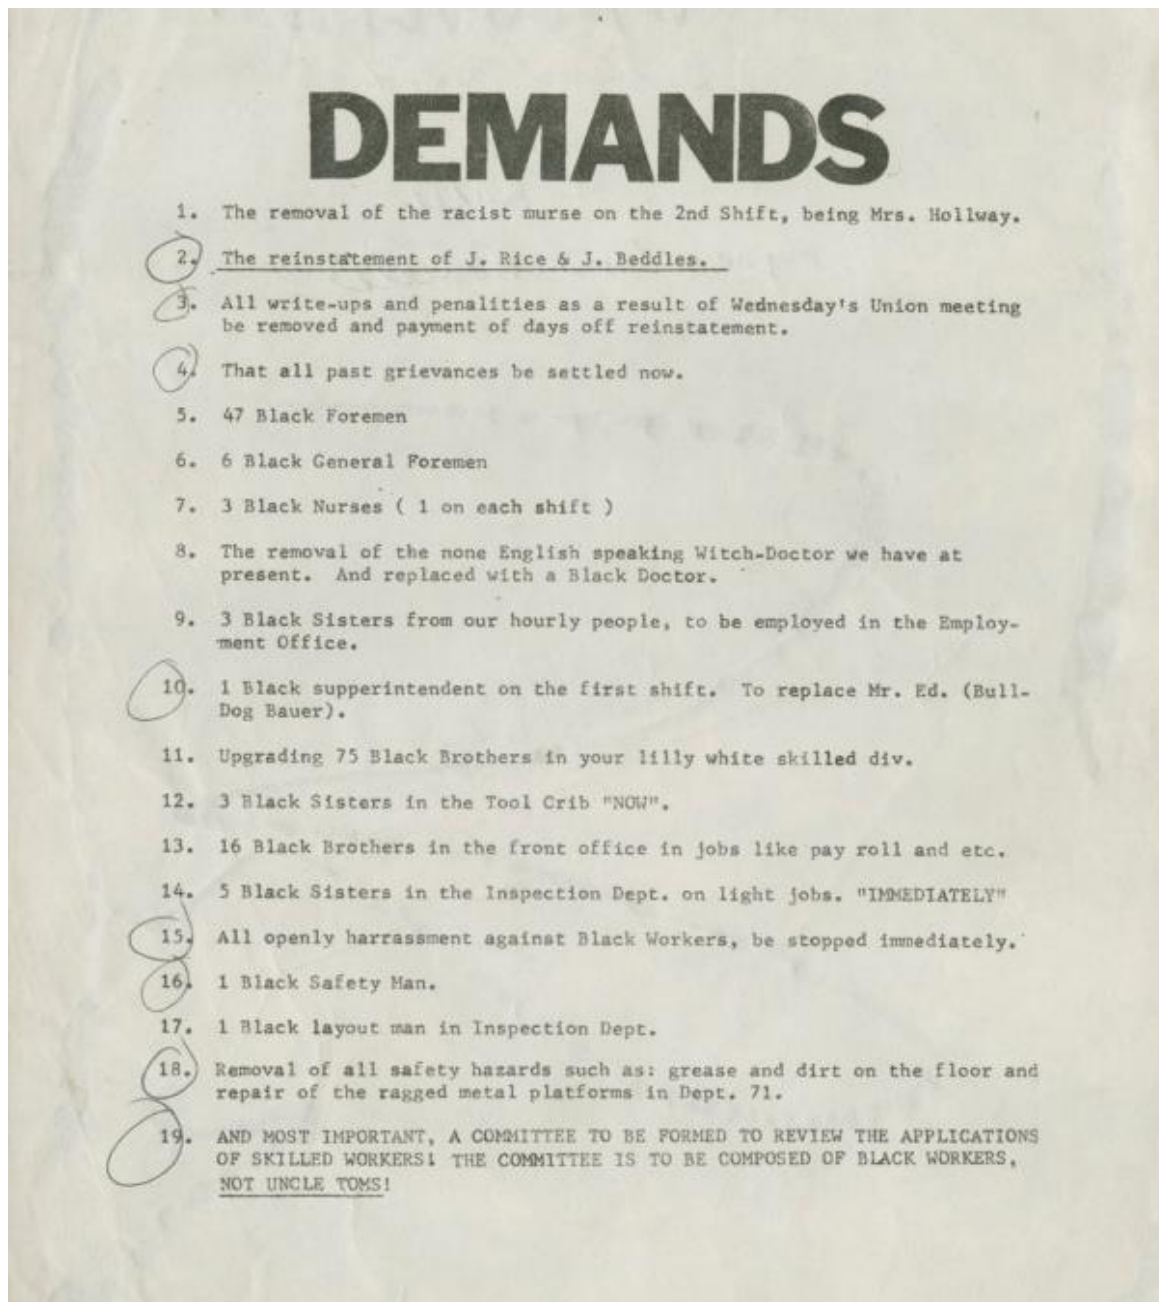 DEMANDS
1. The removal of the racist murse on the 2nd Shift, being Mrs. Hollway.
2. The reinstatement of J. Rice & J. Beddles.
3. All write-ups and penalities as a result of Wednesday's Union meeting
be removed and payment of days off reinstatement.
4. That all past grievances be settled now.
5. 47 Black Foremen
6. 6 Black General Foremen
7. 3 Black Nurses ( 1 on each shift )
8. The removal of the none English speaking Witch-Doctor we have at
present. And replaced with a Black Doctor.
9. 3 Black Sisters from our hourly people, to be employed in the Employ-
ment Office.
10. 1 Black supperintendent on the first shift. To replace Mr. Ed. (Bull-
Dog Bauer).
11. Upgrading 75 Black Brothers in your lilly white skilled div.
12. 3 Black Sisters in the Tool Crib "NOW".
13. 16 Black Brothers in the front office in jobs like pay roll and etc.
14. 5 Black Sisters in the Inspection Dept. on light jobs. "IMMEDIATELY"
15. All openly harrassment against Black Workers, be stopped immediately.
16. 1 Black Safety Man.
17. 1 Black layout man in Inspection Dept.
18. Removal of all safety hazards such as: grease and dirt on the floor and
repair of the ragged metal platforms in Dept. 71.
19. AND MOST IMPORTANT, A COMMITTEE TO BE FORMED TO REVIEW THE APPLICATIONS
OF SKILLED WORKERS! THE COMMITTEE IS TO BE COMPOSED OF BLACK WORKERS,
NOT UNCLE TOMS!